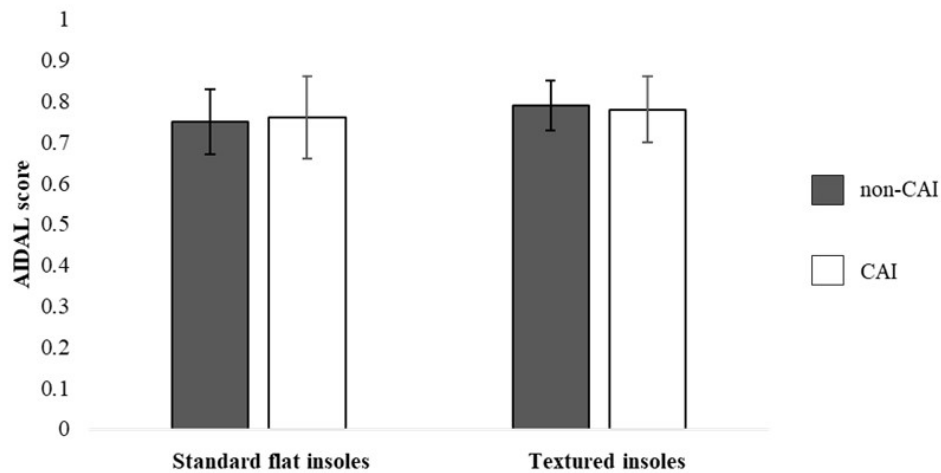 1
0.9
0.8
0.7
0.6
0.5
0.4
0.3
0.2
0.1
0
AIDAL score
Standard flat insoles
Textured insoles
non-CAI
CAI